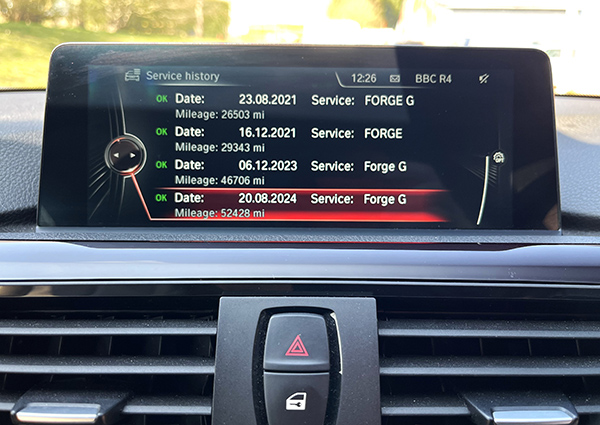 Service history 12:26 BBC R4
OK Date: 23.08.2021 Service: FORGE G
Mileage: 26503 mi
OK Date: 16.12.2021 Service: FORGE
Mileage: 29343 mi
OK Date: 06.12.2023 Service: Forge G
Mileage: 46706 mi
OK Date: 20.08.2024 Service: Forge G
Mileage: 52428 mi